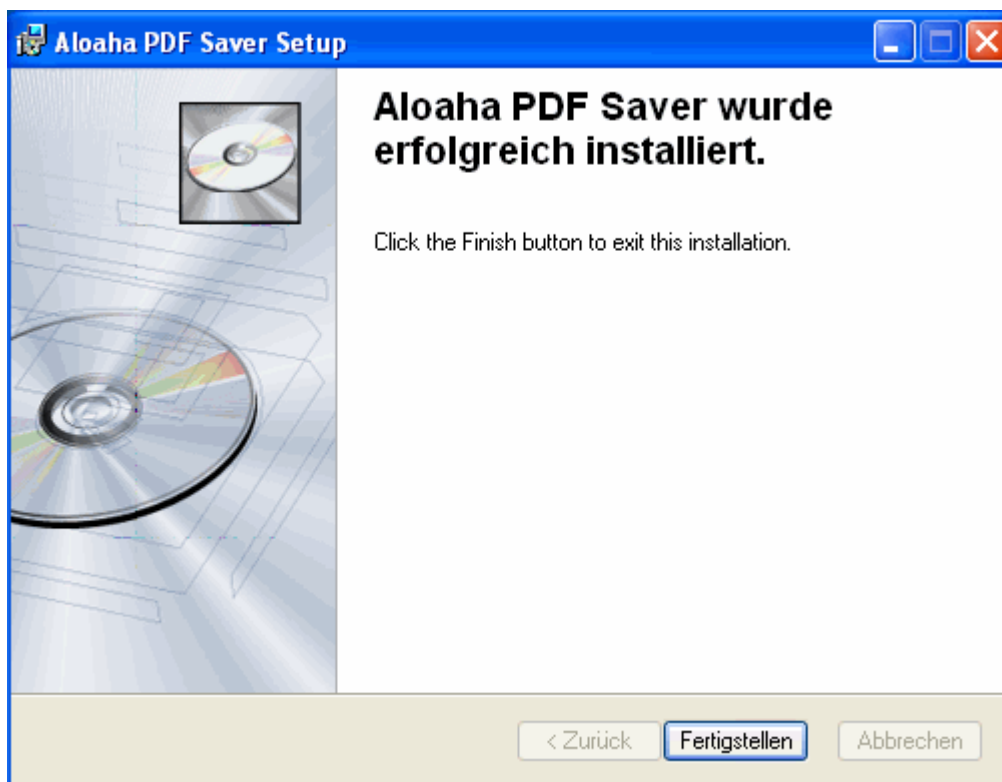 Aloaha PDF Saver Setup
Aloaha PDF Saver wurde
erfolgreich installiert.
Click the Finish button to exit this installation.
< Zurück
Fertigstellen
Abbrechen